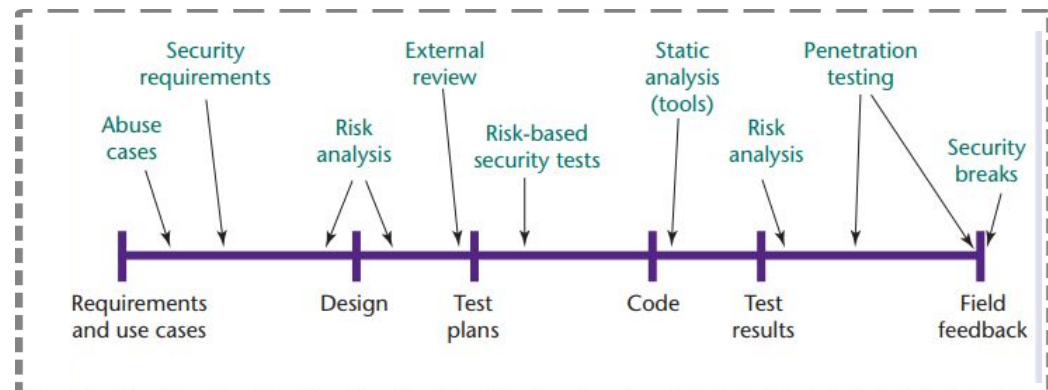 Security
requirements
External
review
Static
analysis
(tools)
Penetration
testing
Abuse
cases
Risk
analysis
Risk-based
security tests
Risk
analysis
Security
breaks
Requirements
and use cases
Design
Test
plans
Code
Test
results
Field
feedback